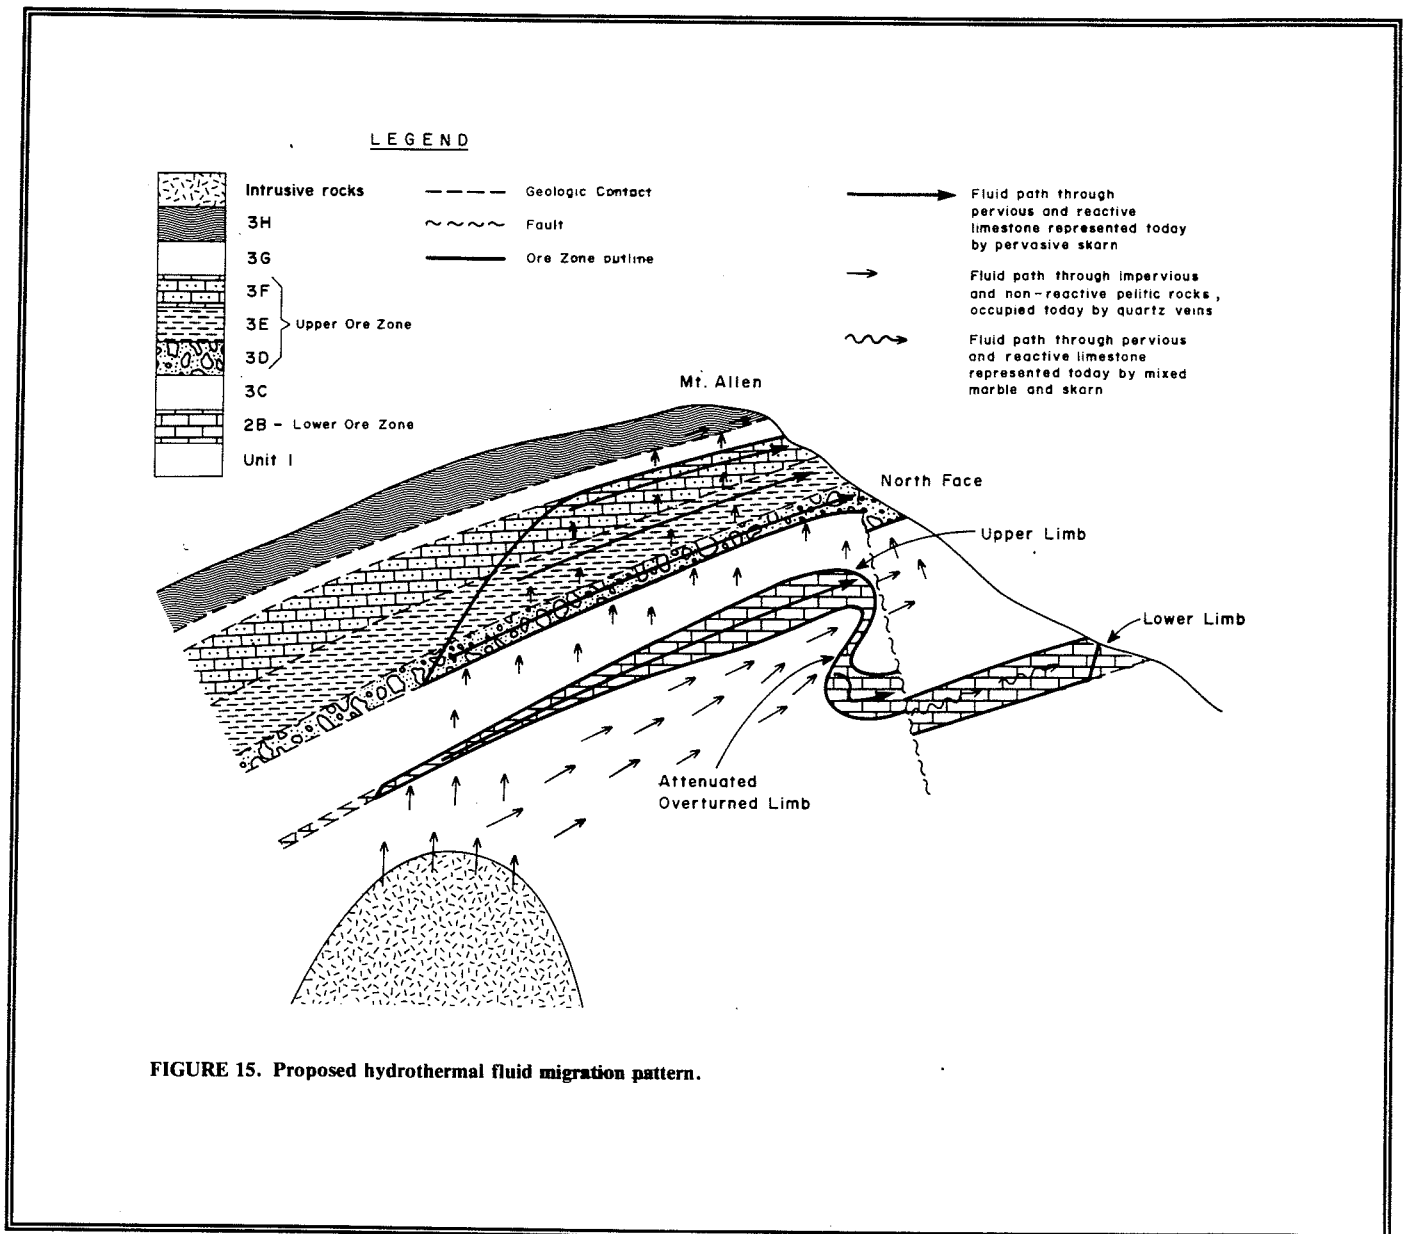 LEGEND
Intrusive rocks
3H
3G
3F
3E
3D
Upper Ore Zone
3C
2B - Lower Ore Zone
Unit 1
Geologic Contact
Fault
Ore Zone outline
Fluid path through
pervious and reactive
limestone represented today
by pervasive skarn
Fluid path through impervious
and non-reactive pelitic rocks,
occupied today by quartz veins
Fluid path through pervious
and reactive limestone
represented today by mixed
marble and skarn
Mt. Allen
North Face
Upper Limb
Lower Limb
Attenuated
Overturned Limb
FIGURE 15. Proposed hydrothermal fluid migration pattern.